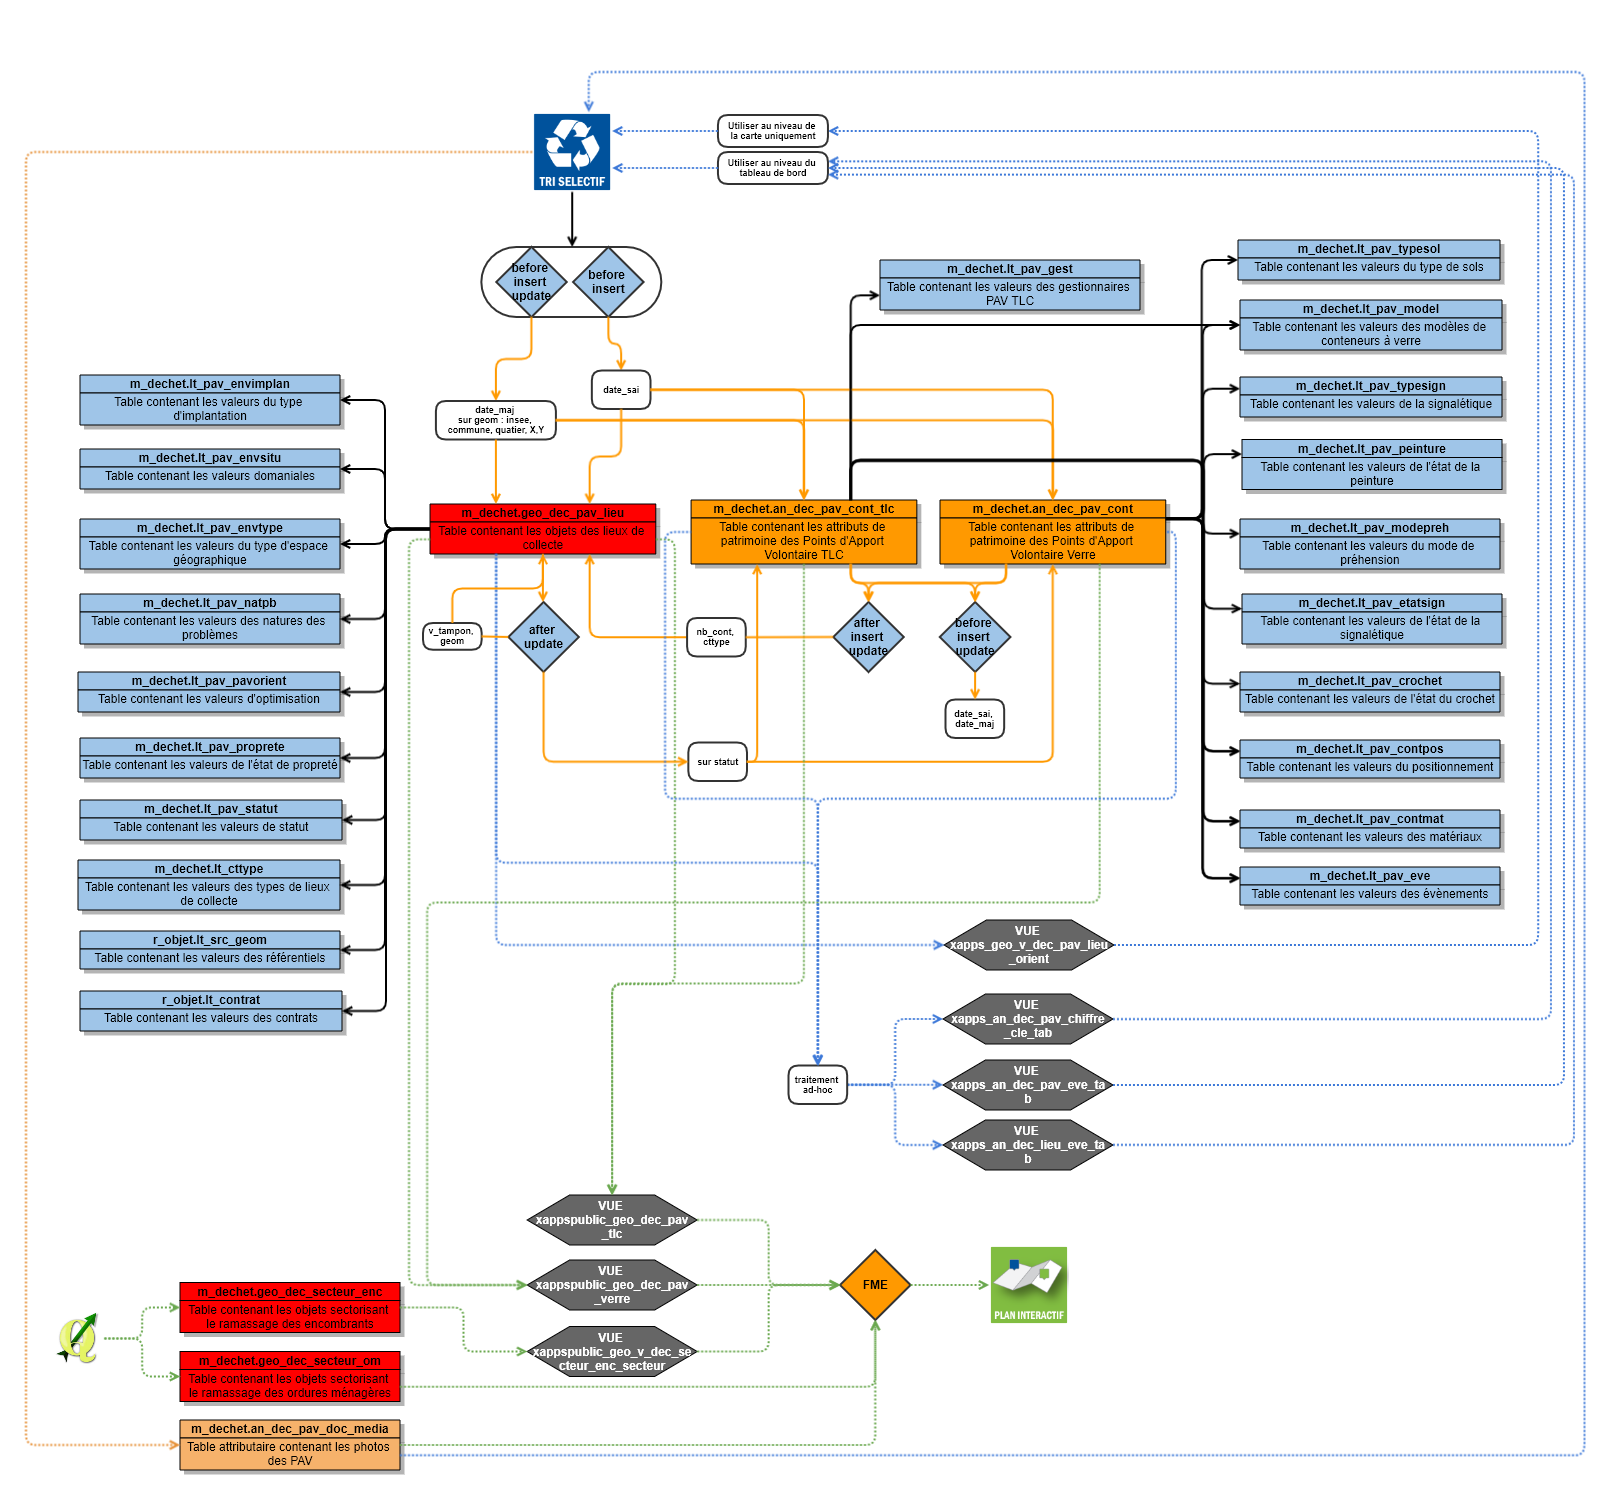 Utiliser au niveau de
la carte uniquement
Utiliser au niveau du
tableau de bord
TRI SELECTIF
before
insert
update
before
insert
m_dechet.lt_pav_gest
Table contenant les valeurs des gestionnaires
PAV TLC
m_dechet.lt_pav_typesol
Table contenant les valeurs du type de sols
m_dechet.lt_pav_model
Table contenant les valeurs des modèles de
conteneurs à verre
m_dechet.lt_pav_typesign
Table contenant les valeurs de la signalétique
m_dechet.lt_pav_peinture
Table contenant les valeurs de l'état de la
peinture
m_dechet.lt_pav_modepreh
Table contenant les valeurs du mode de
préhension
m_dechet.lt_pav_etatsign
Table contenant les valeurs de l'état de la
signalétique
m_dechet.lt_pav_crochet
Table contenant les valeurs de l'état du crochet
m_dechet.lt_pav_contpos
Table contenant les valeurs du positionnement
m_dechet.lt_pav_contmat
Table contenant les valeurs des matériaux
m_dechet.lt_pav_eve
Table contenant les valeurs des évènements
date_sai
date_maj
sur geom : insee,
commune, quatier, X,Y
m_dechet.lt_pav_envimplan
Table contenant les valeurs du type
d'implantation
m_dechet.lt_pav_envsitu
Table contenant les valeurs domaniales
m_dechet.lt_pav_envtype
Table contenant les valeurs du type d'espace
géographique
m_dechet.lt_pav_natpb
Table contenant les valeurs des natures des
problèmes
m_dechet.lt_pav_pavorient
Table contenant les valeurs d'optimisation
m_dechet.lt_pav_proprete
Table contenant les valeurs de l'état de propreté
m_dechet.lt_pav_statut
Table contenant les valeurs de statut
m_dechet.lt_cttype
Table contenant les valeurs des types de lieux
de collecte
r_objet.lt_src_geom
Table contenant les valeurs des référentiels
r_objet.lt_contrat
Table contenant les valeurs des contrats
m_dechet.geo_dec_pav_lieu
Table contenant les objets des lieux de
collecte
m_dechet.an_dec_pav_cont_tlc
Table contenant les attributs de
patrimoine des Points d'Apport
Volontaire TLC
m_dechet.an_dec_pav_cont
Table contenant les attributs de
patrimoine des Points d'Apport
Volontaire Verre
v_tampon,
geom
after
update
nb_cont,
cttype
after
insert
update
before
insert
update
date_sai,
date_maj
sur statut
VUE
xapps_geo_v_dec_pav_lieu
_orient
VUE
xapps_an_dec_pav_chiffre
_cle_tab
traitement
ad-hoc
VUE
xapps_an_dec_pav_eve_ta
b
VUE
xapps_an_dec_lieu_eve_ta
b
VUE
xappspublic_geo_dec_pav
_tlc
VUE
xappspublic_geo_dec_pav
_verre
VUE
xappspublic_geo_v_dec_se
cteur_enc_secteur
FME
PLAN INTERACTIF
m_dechet.geo_dec_secteur_enc
Table contenant les objets sectorisant
le ramassage des encombrants
m_dechet.geo_dec_secteur_om
Table contenant les objets sectorisant
le ramassage des ordures ménagères
m_dechet.an_dec_pav_doc_media
Table attributaire contenant les photos
des PAV